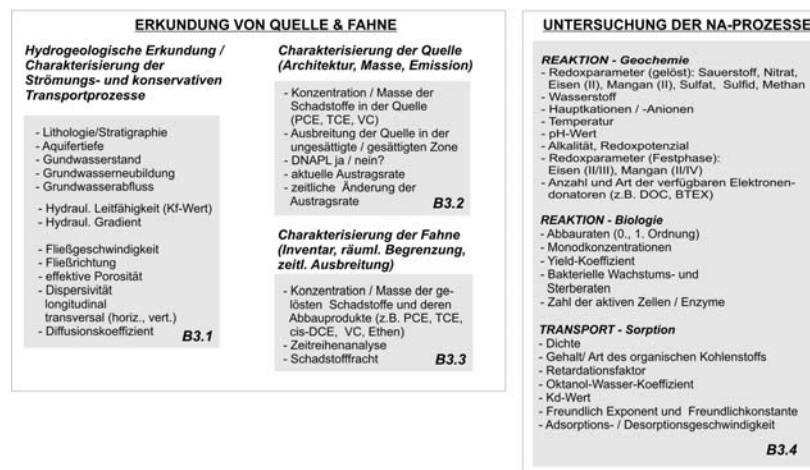 ERKUNDUNG VON QUELLE & FAHNE
Hydrogeologische Erkundung /
Charakterisierung der
Strömungs- und konservativen
Transportprozesse
- Lithologie/Stratigraphie
- Aquifertiefe
- Gundwasserstand
- Grundwasserneubildung
- Grundwasserabfluss
- Hydraul. Leitfähigkeit (Kf-Wert)
- Hydraul. Gradient
- Fließgeschwindigkeit
- Fließrichtung
- effektive Porosität
- Dispersivität
longitudinal
transversal (horiz., vert.)
- Diffusionskoeffizient
B3.1
Charakterisierung der Quelle
(Architektur, Masse, Emission)
- Konzentration / Masse der
Schadstoffe in der Quelle
(PCE, TCE, VC)
- Ausbreitung der Quelle in der
ungesättigte / gesättigten Zone
- DNAPL ja / nein?
- aktuelle Austragsrate
- zeitliche Änderung der
Austragsrate
B3.2
Charakterisierung der Fahne
(Inventar, räuml. Begrenzung,
zeitl. Ausbreitung)
- Konzentration / Masse der ge-
lösten Schadstoffe und deren
Abbauprodukte (z.B. PCE, TCE,
cis-DCE, VC, Ethen)
- Zeitreihenanalyse
- Schadstofffracht
B3.3
UNTERSUCHUNG DER NA-PROZESSE
REAKTION - Geochemie
- Redoxparameter (gelöst): Sauerstoff, Nitrat,
Eisen (II), Mangan (II), Sulfat, Sulfid, Methan
- Wasserstoff
- Hauptkationen / -Anionen
- Temperatur
- pH-Wert
- Alkalität, Redoxpotenzial
- Redoxparameter (Festphase):
Eisen (II/III), Mangan (II/IV)
- Anzahl und Art der verfügbaren Elektronen-
donatoren (z.B. DOC, BTEX)
REAKTION - Biologie
- Abbauraten (0., 1. Ordnung)
- Monodkonzentrationen
- Yield-Koeffizient
- Bakterielle Wachstums- und
Sterberaten
- Zahl der aktiven Zellen / Enzyme
TRANSPORT - Sorption
- Dichte
- Gehalt/ Art des organischen Kohlenstoffs
- Retardationsfaktor
- Oktanol-Wasser-Koeffizient
- Kd-Wert
- Freundlich Exponent und Freundlichkonstante
- Adsorptions- / Desorptionsgeschwindigkeit
B3.4